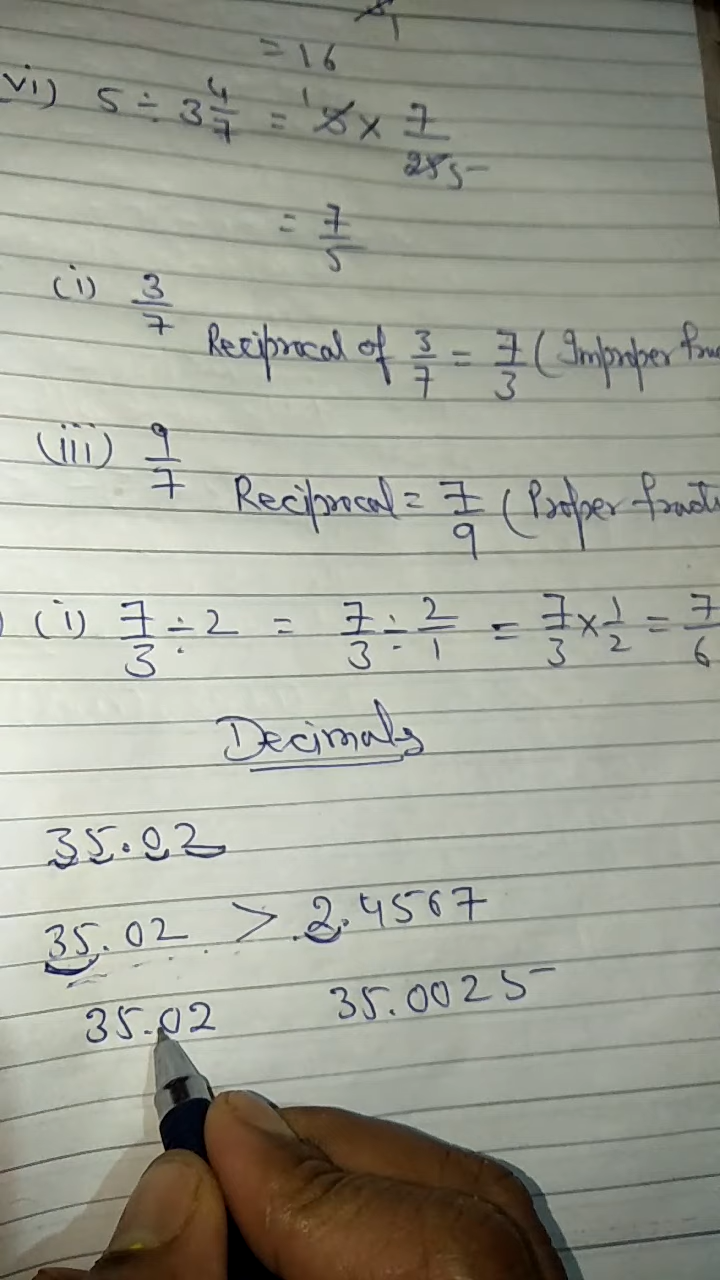 = 16
vi) 5 ÷ 3 4/7 = 1 5 × 7/25 5
= 7/5
(i) 3/7
Reciprocal of 3/7 = 7/3 (Improper
(iii) 9/7 Reciprocal = 7/9 (Proper
(i) 7/3 ÷ 2 = 7/3 ÷ 2/1 = 7/3 × 1/2 = 7/6
Decimals
35.02
35.02 > 2.4567
35.02 35.0025